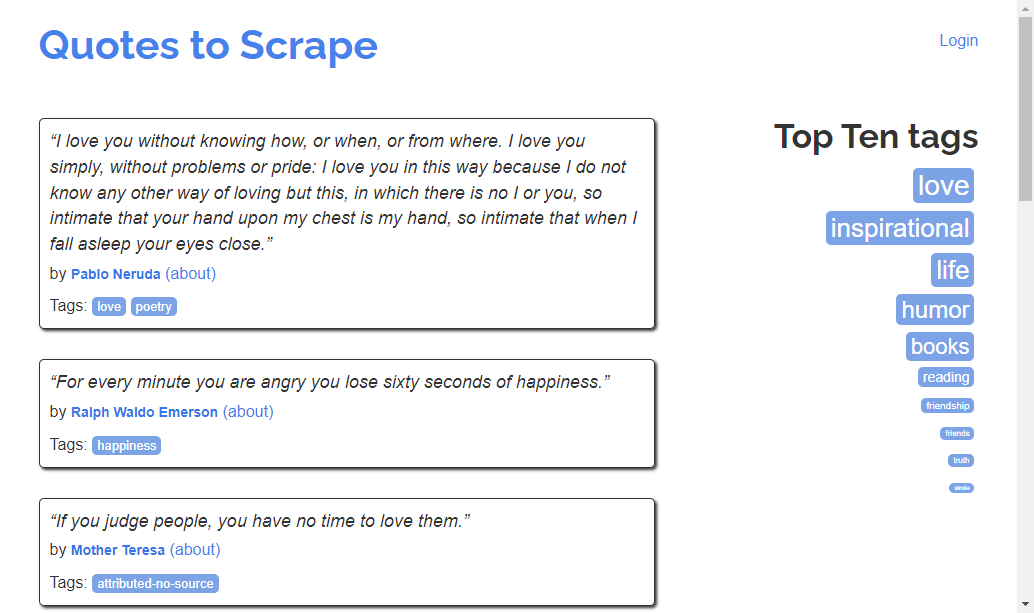 Quotes to Scrape
Login
“I love you without knowing how, or when, or from where. I love you
simply, without problems or pride: I love you in this way because I do not
know any other way of loving but this, in which there is no I or you, so
intimate that your hand upon my chest is my hand, so intimate that when I
fall asleep your eyes close.”
by Pablo Neruda (about)
Tags: love poetry
“For every minute you are angry you lose sixty seconds of happiness.”
by Ralph Waldo Emerson (about)
Tags: happiness
“If you judge people, you have no time to love them.”
by Mother Teresa (about)
Tags: attributed-no-source
Top Ten tags
love
inspirational
life
humor
books
reading
friendship
friends
truth
simile